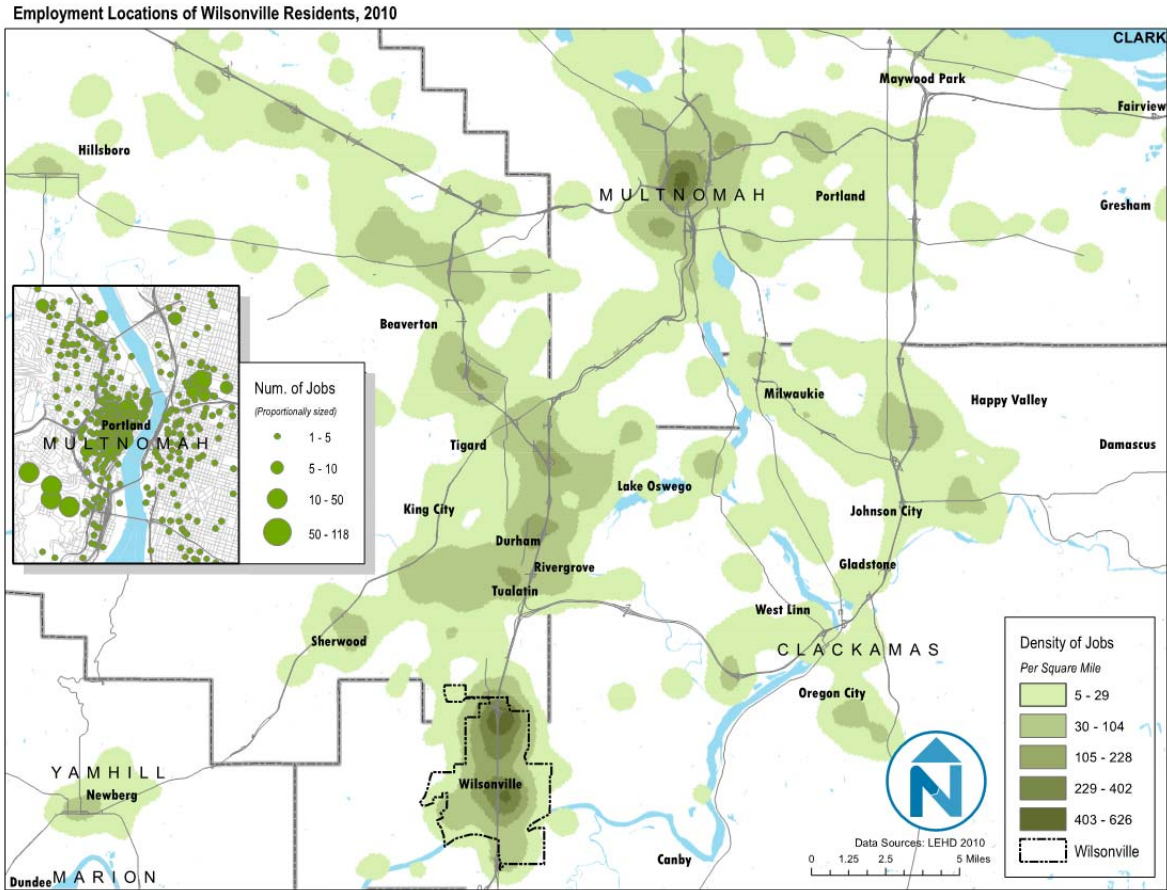 Employment Locations of Wilsonville Residents, 2010
CLARK
Maywood Park
Fairview
Hillsboro
MULTNOMAH
Portland
Gresham
Beaverton
Milwaukie
Happy Valley
Damascus
Tigard
Lake Oswego
King City
Johnson City
Durham
Rivergrove
Gladstone
Tualatin
West Linn
Sherwood
CLACKAMAS
Oregon City
YAMHILL
Newberg
Wilsonville
Canby
Dundee
MARION
Portland
MULTNOMAH
Num. of Jobs
(Proportionally sized)
1 - 5
5 - 10
10 - 50
50 - 118
Density of Jobs
Per Square Mile
5 - 29
30 - 104
105 - 228
229 - 402
403 - 626
Wilsonville
N
Data Sources: LEHD 2010
0 1.25 2.5 5 Miles